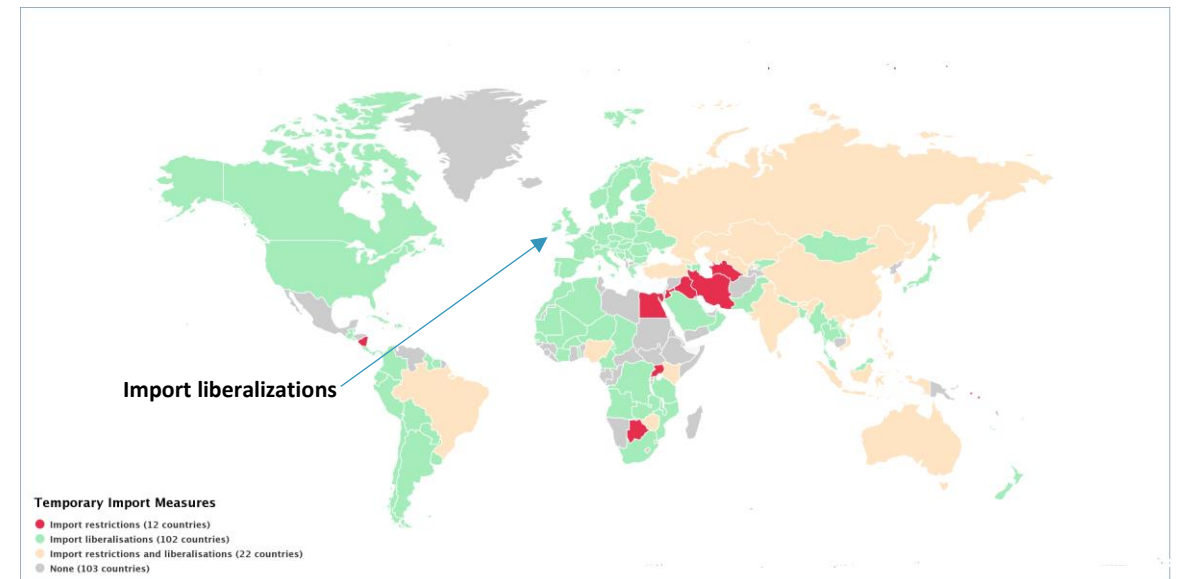 Import liberalizations
Temporary Import Measures
Import restrictions (12 countries)
Import liberalisations (102 countries)
Import restrictions and liberalisations (22 countries)
None (103 countries)